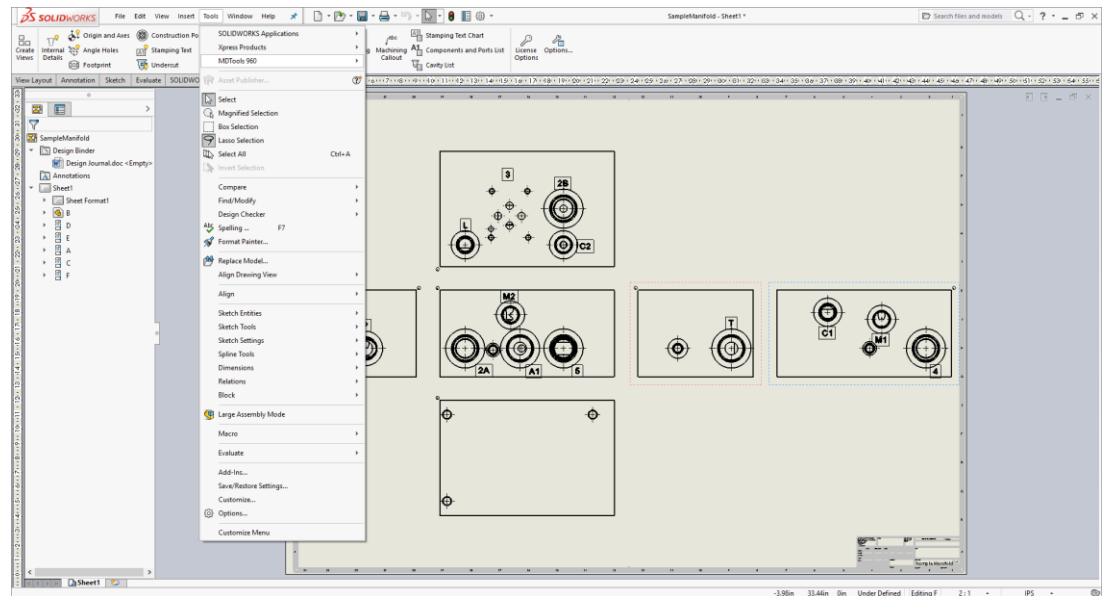 SOLIDWORKS File Edit View Insert Tools Window Help SampleManifold - Sheet1 * Search files and models
Create Views
Internal Details
Origin and Axes
Angle Holes
Footprint
Construction Po
Stamping Text
Undercut
Machining Callout
Stamping Text Chart
Components and Ports List
Cavity List
License Options
Options...
View Layout Annotation Sketch Evaluate SOLIDWO
SampleManifold
Design Binder
Design Journal.doc <Empty>
Annotations
Sheet1
Sheet Format1
B
D
E
A
C
F
SOLIDWORKS Applications
Xpress Products
MDTools 960
Asset Publisher...
Select
Magnified Selection
Box Selection
Lasso Selection
Select All Ctrl+A
Invert Selection
Compare
Find/Modify
Design Checker
Spelling ... F7
Format Painter...
Replace Model...
Align Drawing View
Align
Sketch Entities
Sketch Tools
Sketch Settings
Spline Tools
Dimensions
Relations
Block
Large Assembly Mode
Macro
Evaluate
Add-Ins...
Save/Restore Settings...
Customize...
Options...
Customize Menu
3
2B
L
C2
M2
2A
A1
5
T
C1
M1
4
Sample Manifold
Sheet1
-3.98in 33.44in 0in Under Defined Editing F 2:1 IPS